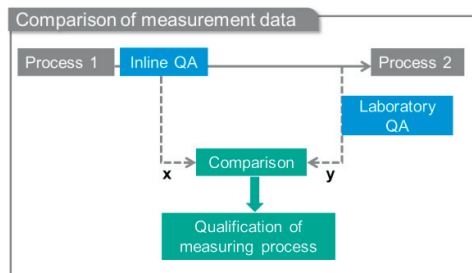 Comparison of measurement data
Process 1
Inline QA
Process 2
Laboratory
QA
x
Comparison
y
Qualification of
measuring process